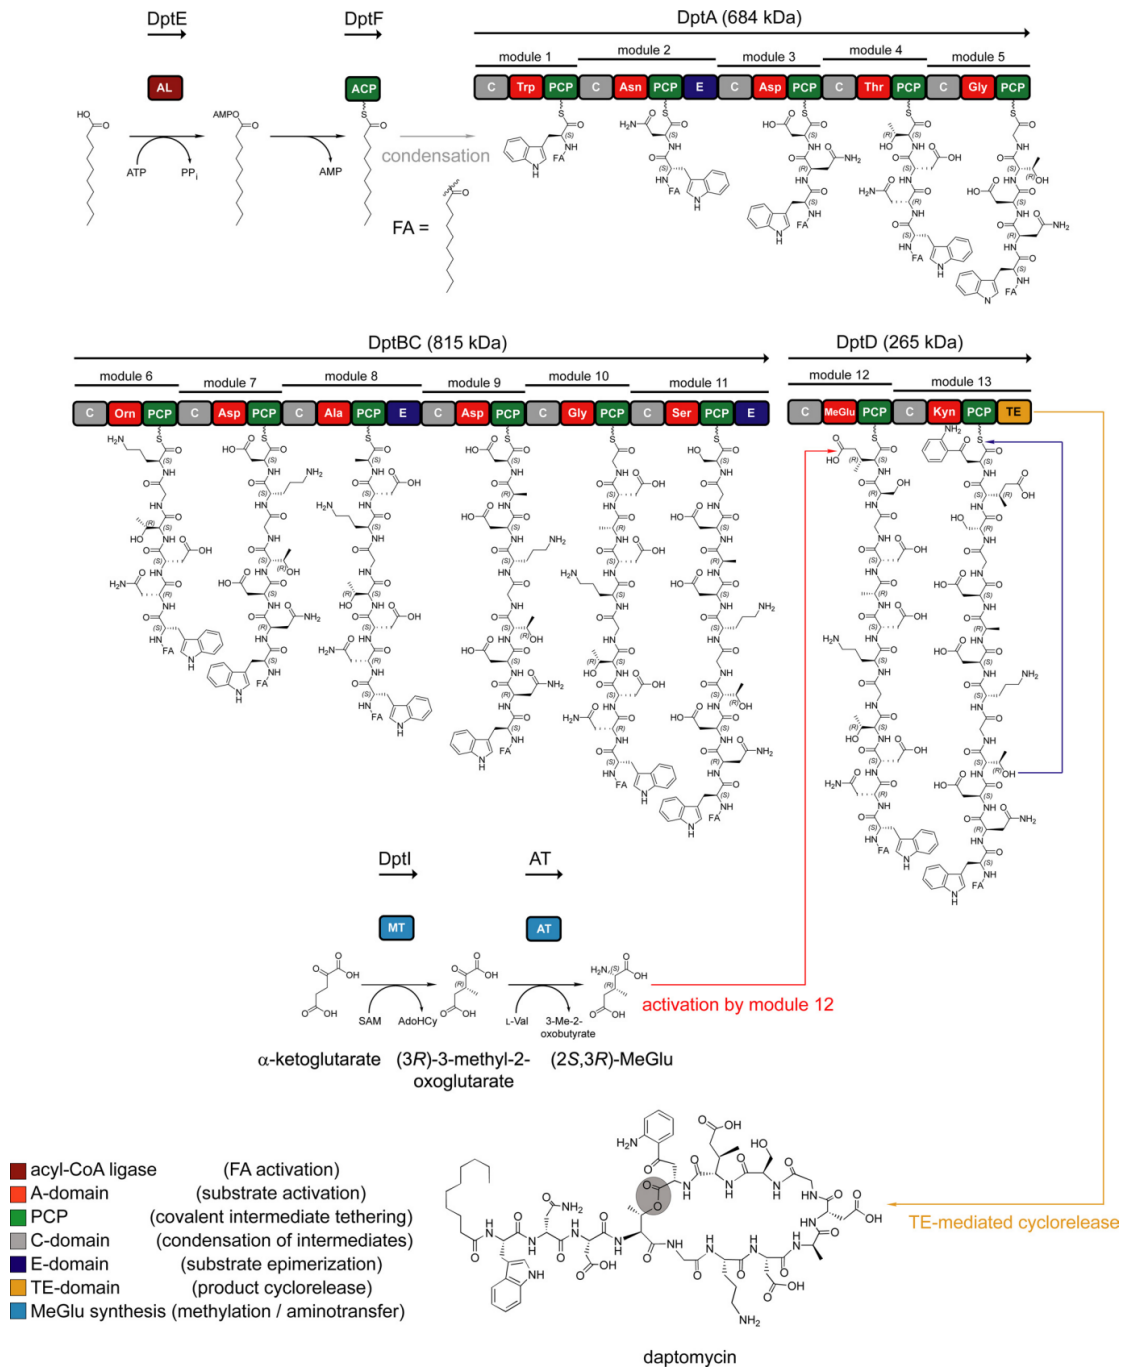 DptE DptF DptA (684 kDa)
module 1 module 2 module 3 module 4 module 5
AL ACP C Trp PCP C Asn PCP E C Asp PCP C Thr PCP C Gly PCP
HO O AMPO O
ATP PPi AMP
condensation
FA =
DptBC (815 kDa) DptD (265 kDa)
module 6 module 7 module 8 module 9 module 10 module 11 module 12 module 13
C Orn PCP C Asp PCP C Ala PCP E C Asp PCP C Gly PCP C Ser PCP E C MeGlu PCP C Kyn PCP TE
DptI AT
MT AT
SAM AdoHCy L-Val 3-Me-2-
oxobutyrate
activation by module 12
α-ketoglutarate (3R)-3-methyl-2-
oxoglutarate
(2S,3R)-MeGlu
acyl-CoA ligase (FA activation)
A-domain (substrate activation)
PCP (covalent intermediate tethering)
C-domain (condensation of intermediates)
E-domain (substrate epimerization)
TE-domain (product cyclorelease)
MeGlu synthesis (methylation / aminotransfer)
TE-mediated cyclorelease
daptomycin